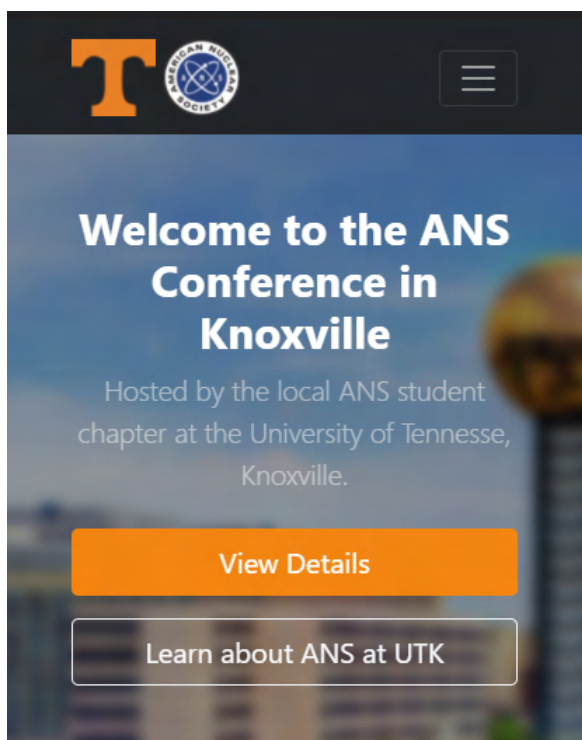 T
AMERICAN NUCLEAR
ANS
SOCIETY
Welcome to the ANS
Conference in
Knoxville
Hosted by the local ANS student
chapter at the University of Tennesse,
Knoxville.
View Details
Learn about ANS at UTK